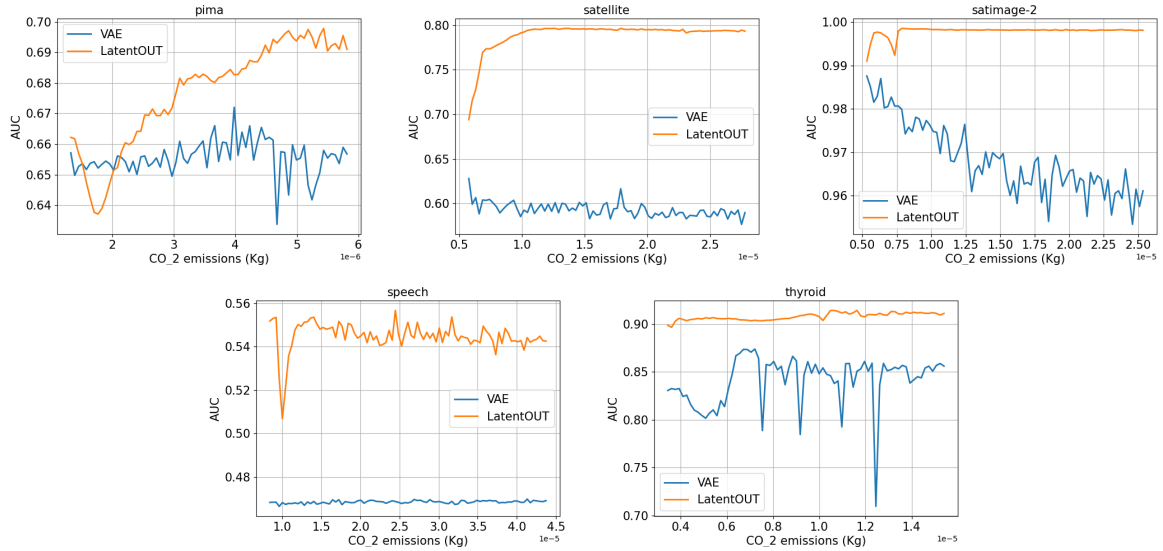 pima
0.70
0.69
0.68
0.67
0.66
0.65
0.64
AUC
VAE
LatentOUT
2 3 4 5 6
CO_2 emissions (Kg)
1e-6
satellite
0.80
0.75
0.70
0.65
0.60
AUC
VAE
LatentOUT
0.5 1.0 1.5 2.0 2.5
CO_2 emissions (Kg)
1e-5
satimage-2
1.00
0.99
0.98
0.97
0.96
AUC
VAE
LatentOUT
0.50 0.75 1.00 1.25 1.50 1.75 2.00 2.25 2.50
CO_2 emissions (Kg)
1e-5
speech
0.56
0.54
0.52
0.50
0.48
AUC
VAE
LatentOUT
1.0 1.5 2.0 2.5 3.0 3.5 4.0 4.5
CO_2 emissions (Kg)
1e-5
thyroid
0.90
0.85
0.80
0.75
0.70
AUC
VAE
LatentOUT
0.4 0.6 0.8 1.0 1.2 1.4
CO_2 emissions (Kg)
1e-5